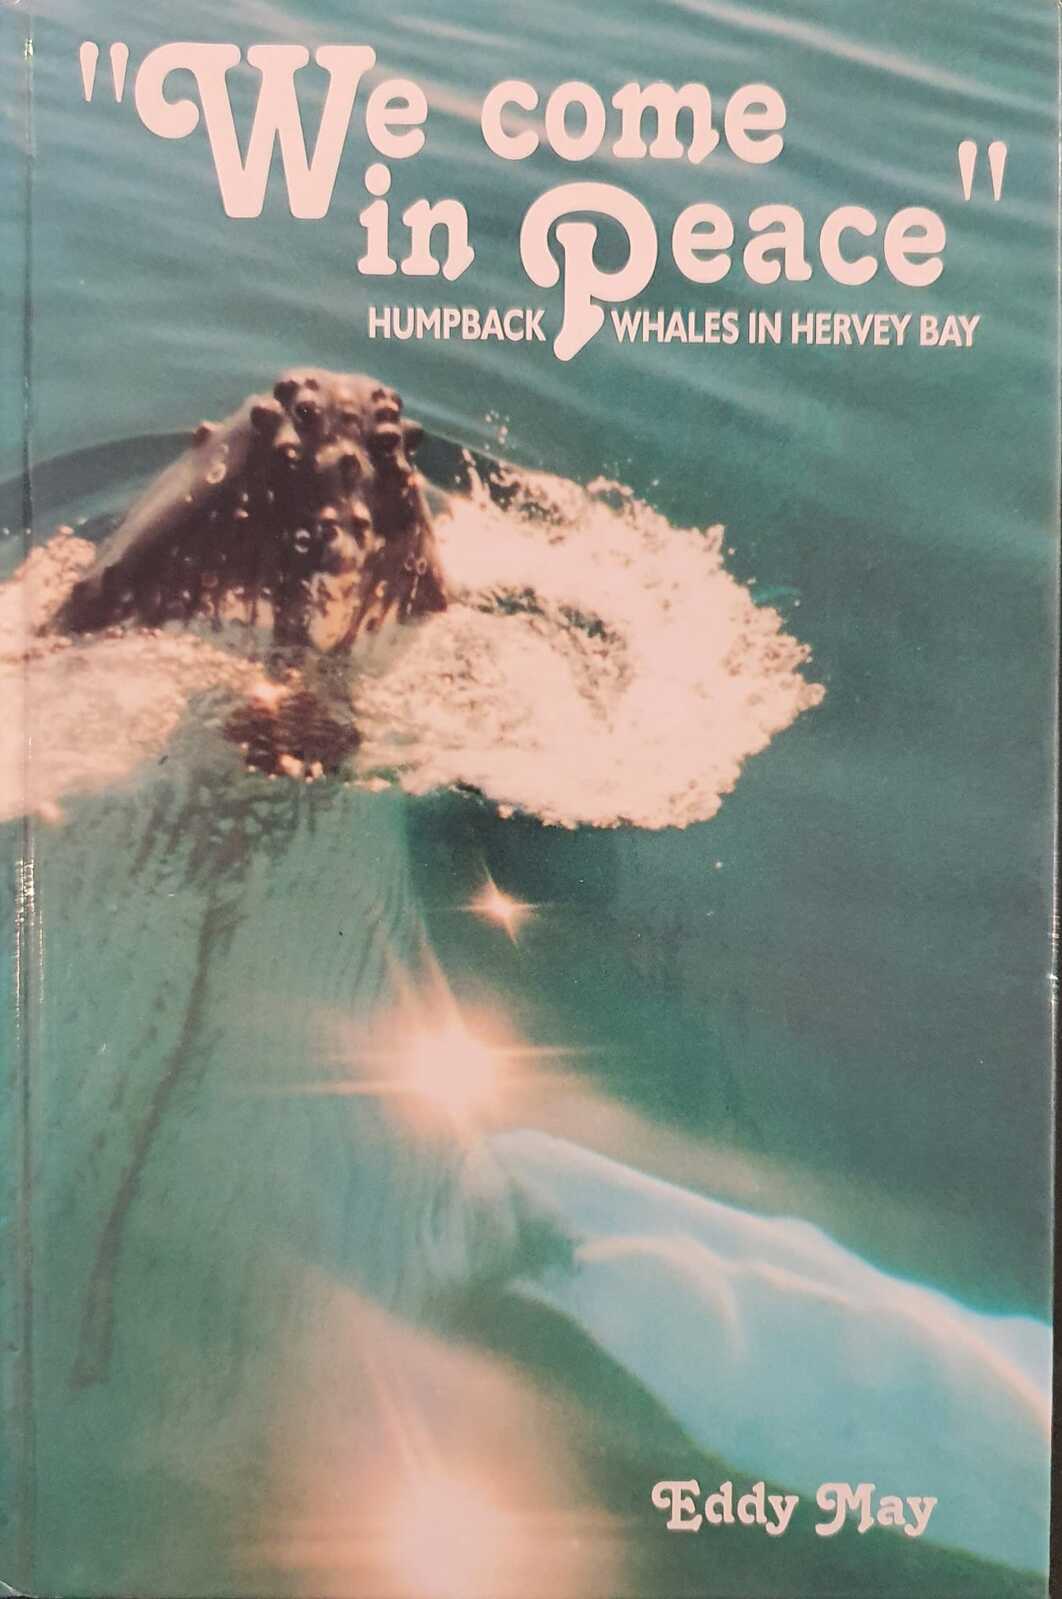 "We come
in Peace"
HUMPBACK WHALES IN HERVEY BAY
Eddy May